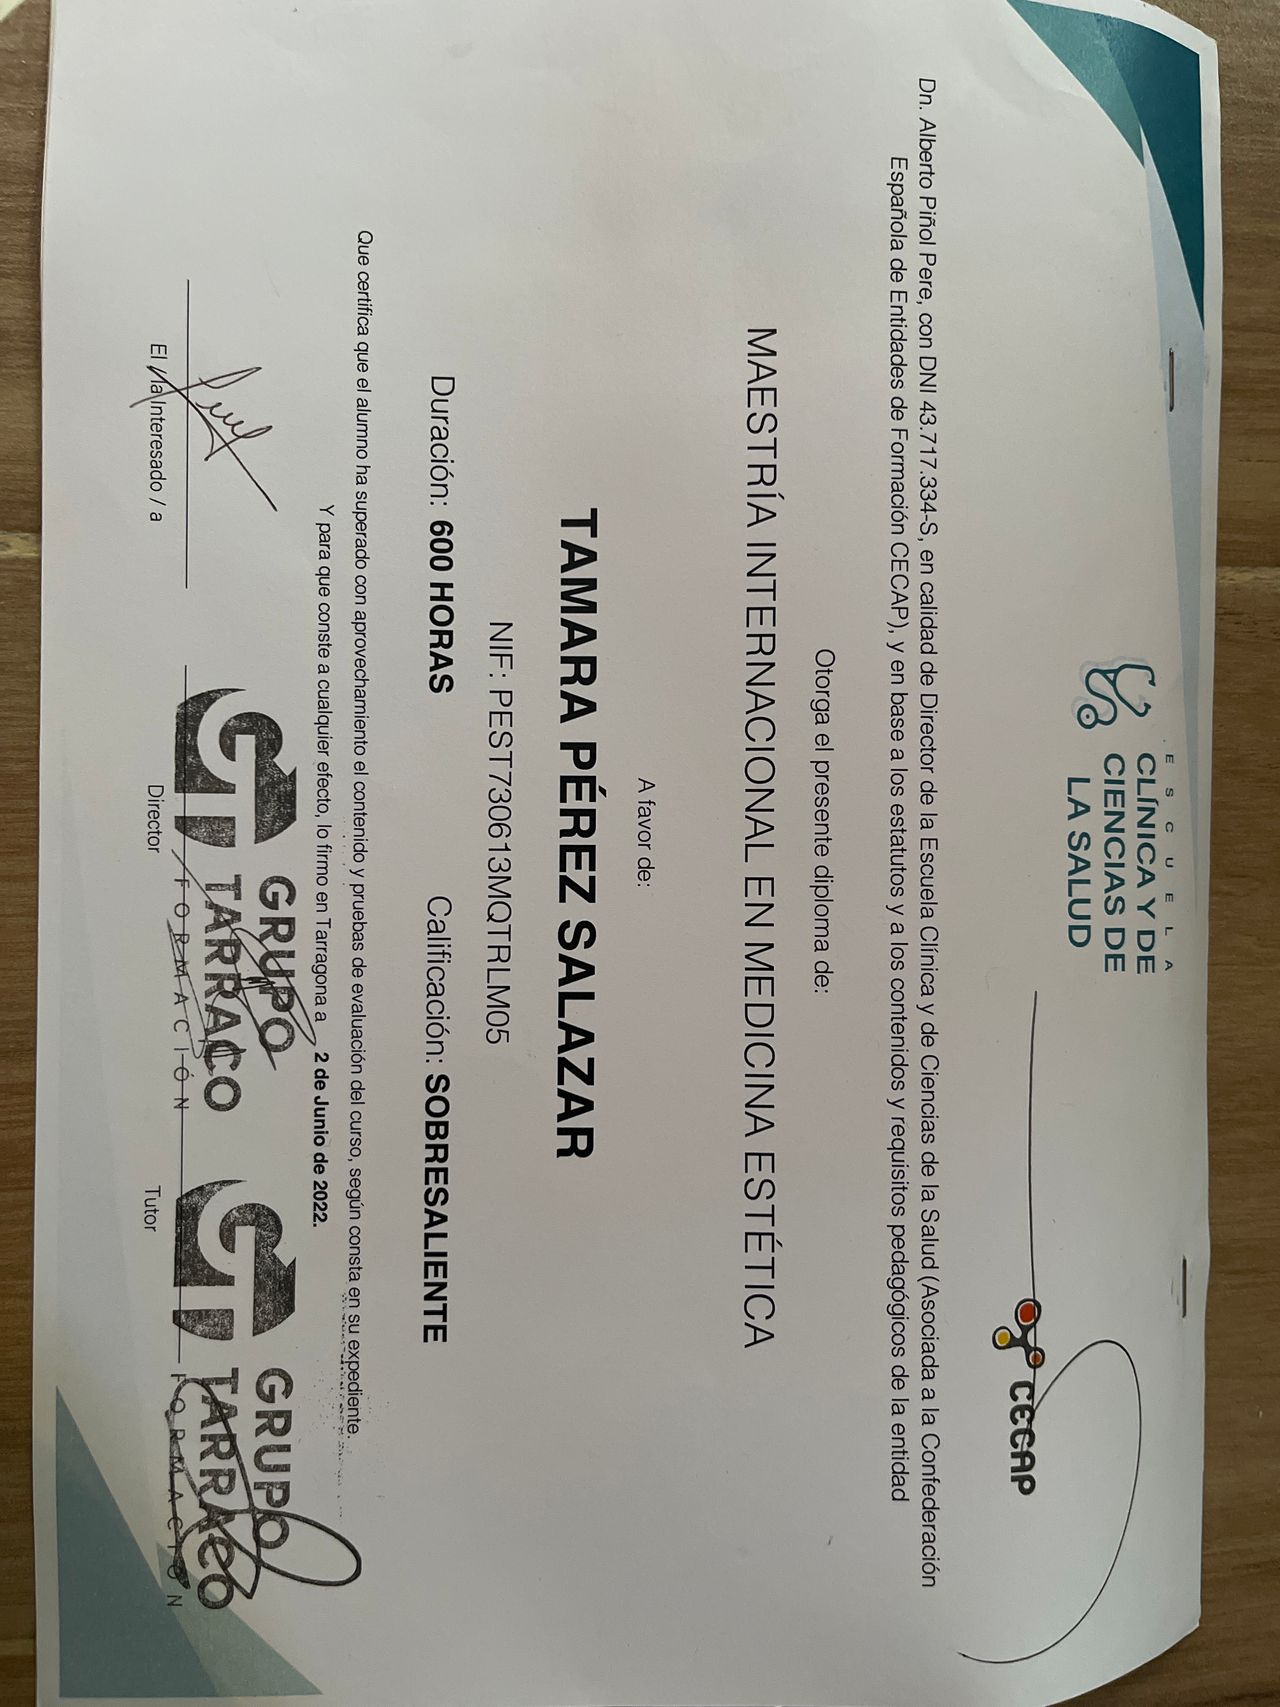 ESCUELA
CLÍNICA Y DE
CIENCIAS DE
LA SALUD
CECAP
Dn. Alberto Piñol Pere, con DNI 43.717.334-S, en calidad de Director de la Escuela Clínica y de Ciencias de la Salud (Asociada a la Confederación
Española de Entidades de Formación CECAP), y en base a los estatutos y a los contenidos y requisitos pedagógicos de la entidad
Otorga el presente diploma de:
MAESTRÍA INTERNACIONAL EN MEDICINA ESTÉTICA
A favor de:
TAMARA PÉREZ SALAZAR
NIF: PEST730613MQTRLM05
Duración: 600 HORAS Calificación: SOBRESALIENTE
Que certifica que el alumno ha superado con aprovechamiento el contenido y pruebas de evaluación del curso, según consta en su expediente.
Y para que conste a cualquier efecto, lo firmo en Tarragona a 2 de Junio de 2022.
GRUPO
TARRACO
FORMACIÓN
GRUPO
TARRACO
FORMACIÓN
El /la Interesado / a Director Tutor